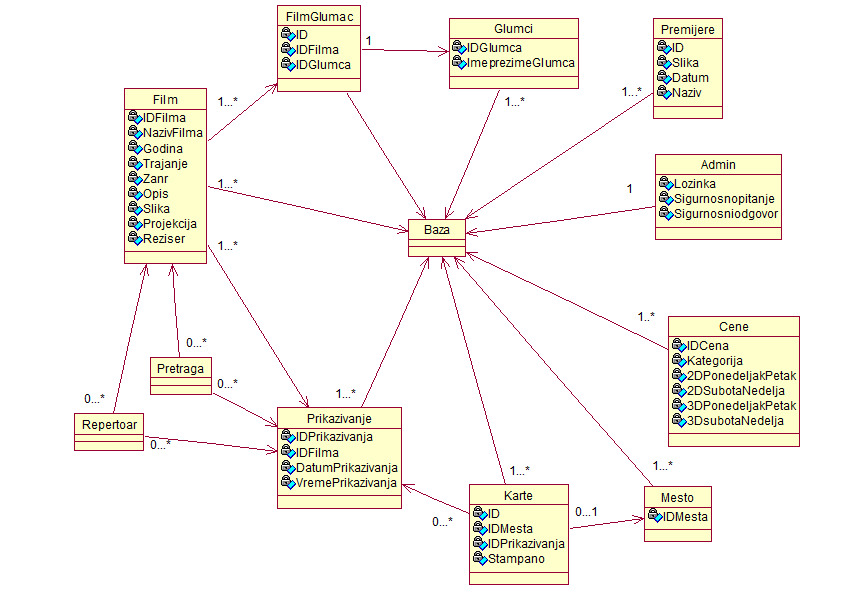 FilmGlumac
ID
IDFilma
IDGlumca
1
Glumci
IDGlumca
ImeprezimeGlumca
1...*
Premijere
ID
Slika
Datum
Naziv
1...*
Film
IDFilma
NazivFilma
Godina
Trajanje
Zanr
Opis
Slika
Projekcija
Reziser
1...*
1...*
1...*
Admin
Lozinka
Sigurnosnopitanje
Sigurnosniodgovor
1
Baza
Cene
IDCena
Kategorija
2DPonedeljakPetak
2DSubotaNedelja
3DPonedeljakPetak
3DsubotaNedelja
1..*
Pretraga
0...*
0...*
Repertoar
0...*
0...*
Prikazivanje
IDPrikazivanja
IDFilma
DatumPrikazivanja
VremePrikazivanja
1...*
Karte
ID
IDMesta
IDPrikazivanja
Stampano
1...*
0...*
0...1
Mesto
IDMesta
1...*